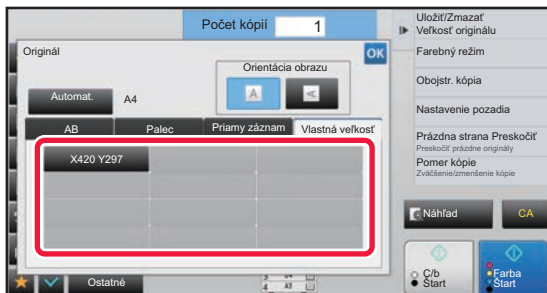 Počet kópií 1
Originál
OK
Orientácia obrazu
Automat. A4
A A
AB Palec Priamy záznam Vlastná veľkosť
X420 Y297
Ostatné
4 A3
Uložiť/Zmazať
Veľkosť originálu
Farebný režim
Obojstr. kópia
Nastavenie pozadia
Prázdna strana Preskočiť
Preskočiť prázdne originály
Pomer kópie
Zväčšenie/zmenšenie kópie
Náhľad CA
Č/b
Štart
Farba
Štart